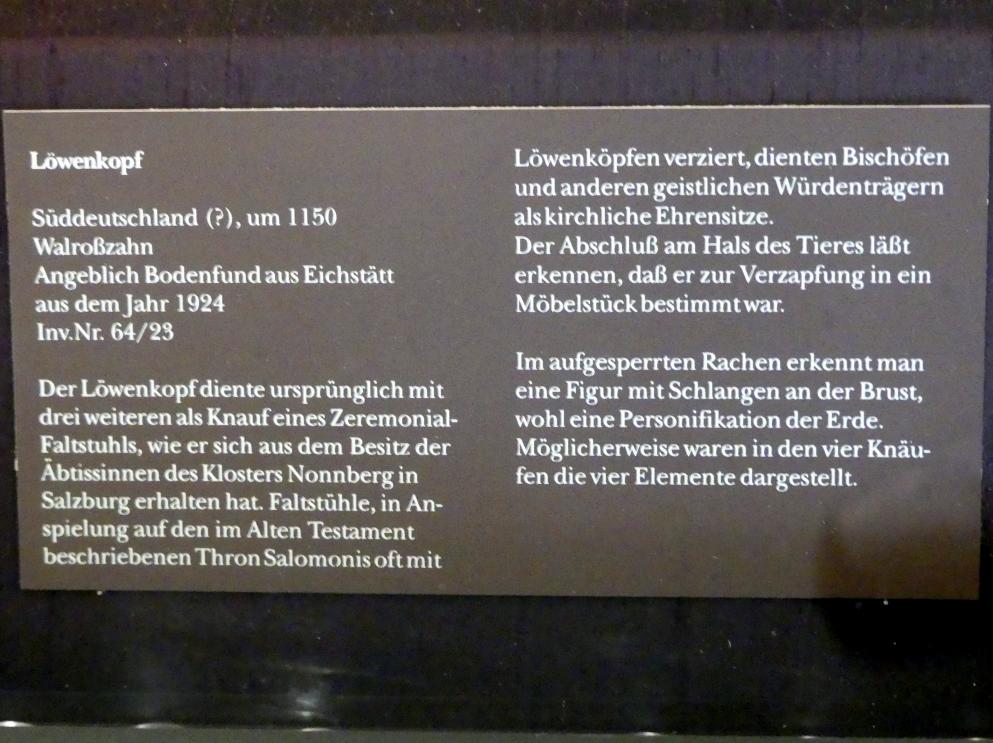 Löwenkopf
Süddeutschland (?), um 1150
Walroßzahn
Angeblich Bodenfund aus Eichstätt
aus dem Jahr 1924
Inv.Nr. 64/23
Der Löwenkopf diente ursprünglich mit
drei weiteren als Knauf eines Zeremonial-
Faltstuhls, wie er sich aus dem Besitz der
Äbtissinnen des Klosters Nonnberg in
Salzburg erhalten hat. Faltstühle, in An-
spielung auf den im Alten Testament
beschriebenen Thron Salomonis oft mit
Löwenköpfen verziert, dienten Bischöfen
und anderen geistlichen Würdenträgern
als kirchliche Ehrensitze.
Der Abschluß am Hals des Tieres läßt
erkennen, daß er zur Verzapfung in ein
Möbelstück bestimmt war.
Im aufgesperrten Rachen erkennt man
eine Figur mit Schlangen an der Brust,
wohl eine Personifikation der Erde.
Möglicherweise waren in den vier Knäu-
fen die vier Elemente dargestellt.